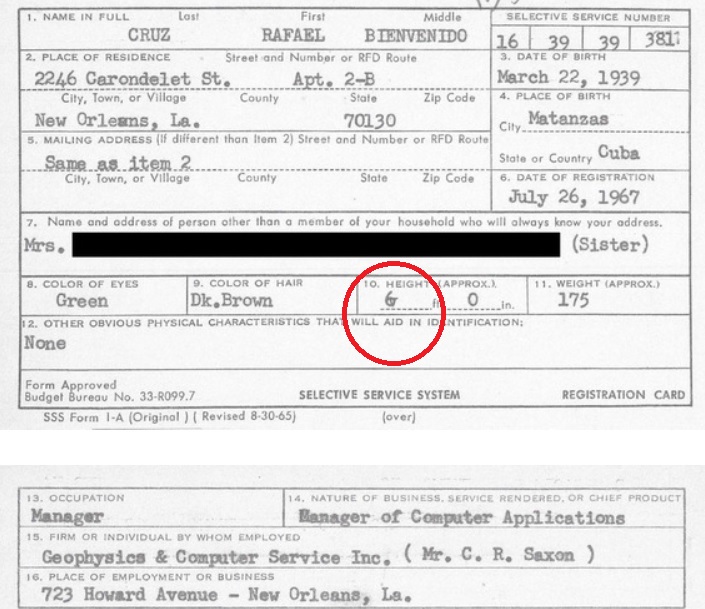 1. NAME IN FULL Last First Middle SELECTIVE SERVICE NUMBER
CRUZ RAFAEL BIENVENIDO 16 39 39 381
2. PLACE OF RESIDENCE Street and Number or RFD Route 3. DATE OF BIRTH
2246 Carondelet St. Apt. 2-B March 22, 1939
City, Town, or Village County State Zip Code 4. PLACE OF BIRTH
New Orleans, La. 70130 City Matanzas
5. MAILING ADDRESS (If different than Item 2) Street and Number or RFD Route
Same as item 2 State or Country Cuba
City, Town, or Village County State Zip Code 6. DATE OF REGISTRATION
July 26, 1967
7. Name and address of person other than a member of your household who will always know your address.
Mrs. (Sister)
8. COLOR OF EYES 9. COLOR OF HAIR 10. HEIGHT (APPROX.) 11. WEIGHT (APPROX.)
Green Dk.Brown 6 ft. 0 in. 175
12. OTHER OBVIOUS PHYSICAL CHARACTERISTICS THAT WILL AID IN IDENTIFICATION:
None
Form Approved
Budget Bureau No. 33-R099.7 SELECTIVE SERVICE SYSTEM REGISTRATION CARD
SSS Form 1-A (Original ) ( Revised 8-30-65) (over)
13. OCCUPATION 14. NATURE OF BUSINESS, SERVICE RENDERED, OR CHIEF PRODUCT
Manager Manager of Computer Applications
15. FIRM OR INDIVIDUAL BY WHOM EMPLOYED
Geophysics & Computer Service Inc. ( Mr. C. R. Saxon )
16. PLACE OF EMPLOYMENT OR BUSINESS
723 Howard Avenue - New Orleans, La.